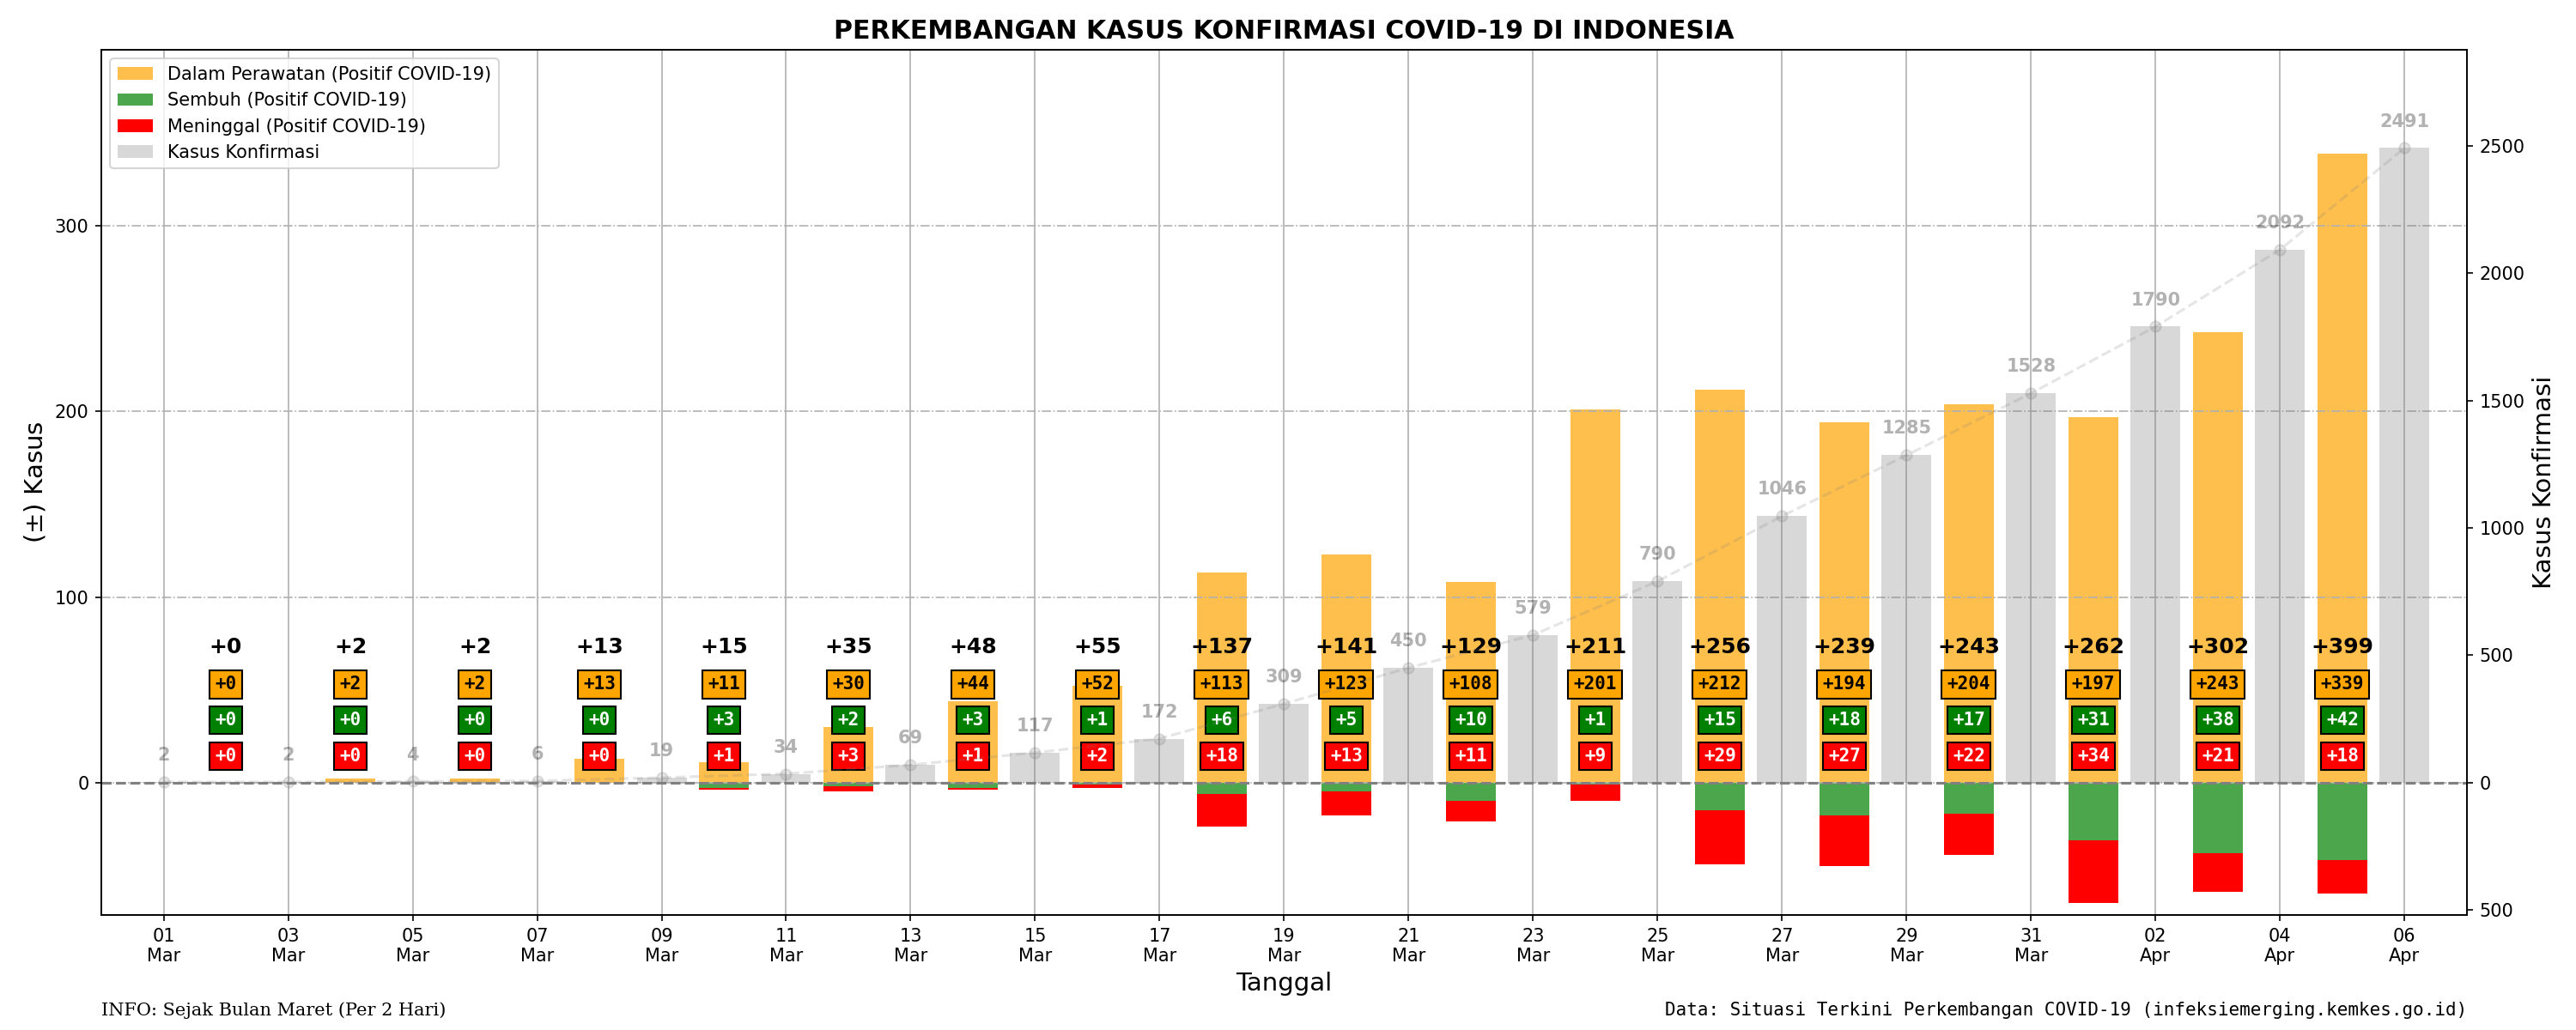 PERKEMBANGAN KASUS KONFIRMASI COVID-19 DI INDONESIA
Dalam Perawatan (Positif COVID-19)
Sembuh (Positif COVID-19)
Meninggal (Positif COVID-19)
Kasus Konfirmasi
(±) Kasus
300
200
100
0
2 2 4 6 19 34 69 117 172 309 450 579 790 1046 1285 1528 1790 2092 2491
+0 +2 +2 +13 +15 +35 +48 +55 +137 +141 +129 +211 +256 +239 +243 +262 +302 +399
+0 +2 +2 +13 +11 +30 +44 +52 +113 +123 +108 +201 +212 +194 +204 +197 +243 +339
+0 +0 +0 +0 +3 +2 +3 +1 +6 +5 +10 +1 +15 +18 +17 +31 +38 +42
+0 +0 +0 +0 +1 +3 +1 +2 +18 +13 +11 +9 +29 +27 +22 +34 +21 +18
2500
2000
1500
1000
500
0
500
Kasus Konfirmasi
01 03 05 07 09 11 13 15 17 19 21 23 25 27 29 31 02 04 06
Mar Mar Mar Mar Mar Mar Mar Mar Mar Mar Mar Mar Mar Mar Mar Mar Apr Apr Apr
Tanggal
INFO: Sejak Bulan Maret (Per 2 Hari)
Data: Situasi Terkini Perkembangan COVID-19 (infeksiemerging.kemkes.go.id)